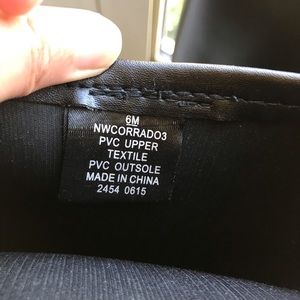 6M
NWCORRADO3
PVC UPPER
TEXTILE
PVC OUTSOLE
MADE IN CHINA
2454 0615